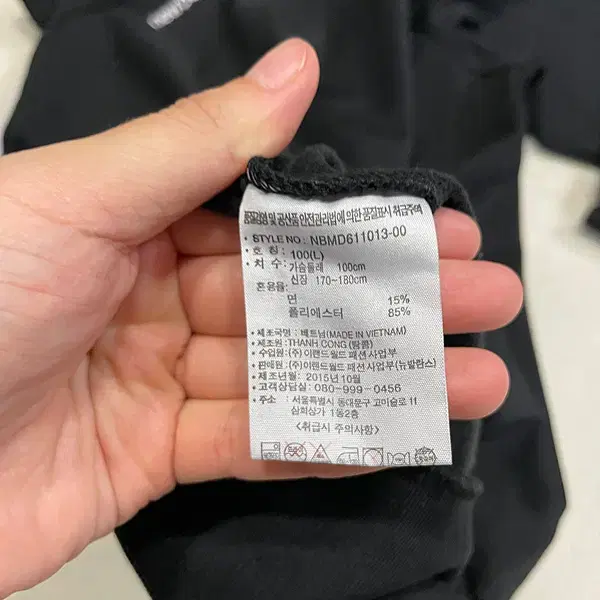 품질경영 및 공산품 안전관리법에 의한 품질표시 취급주의
• STYLE NO: NBMD611013-00
• 호 칭: 100(L)
• 치 수: 가슴둘레 100cm
신장 170~180cm
혼용율:
면 15%
폴리에스터 85%
• 제조국명: 베트남(MADE IN VIETNAM)
• 제조원: THANH CONG (탕콩)
• 수입원: (주)이랜드월드 패션사업부
• 판매원: (주)이랜드월드 패션사업부(뉴발란스)
• 제조년월: 2015년10월
• 고객상담실: 080-999-0456
• 주소: 서울특별시 동대문구 고미술로 11
삼희상가 1동2층
<취급시 주의사항>